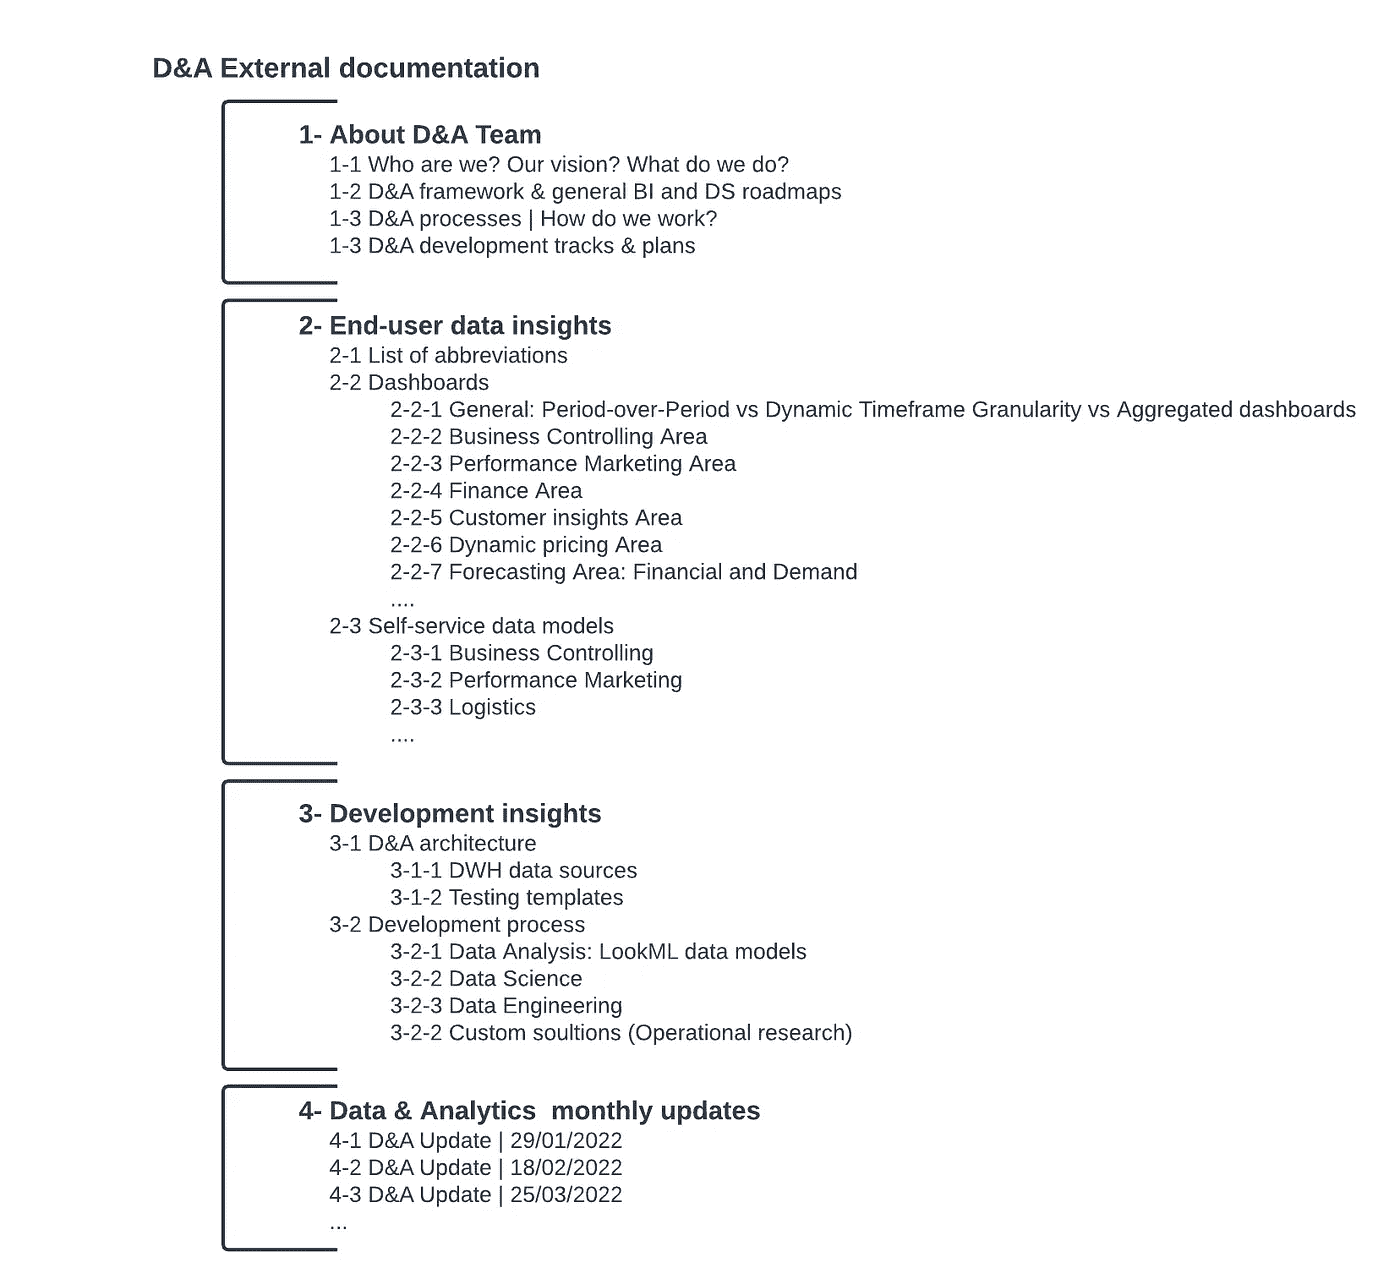 D&A External documentation
1- About D&A Team
1-1 Who are we? Our vision? What do we do?
1-2 D&A framework & general BI and DS roadmaps
1-3 D&A processes | How do we work?
1-3 D&A development tracks & plans
2- End-user data insights
2-1 List of abbreviations
2-2 Dashboards
2-2-1 General: Period-over-Period vs Dynamic Timeframe Granularity vs Aggregated dashboards
2-2-2 Business Controlling Area
2-2-3 Performance Marketing Area
2-2-4 Finance Area
2-2-5 Customer insights Area
2-2-6 Dynamic pricing Area
2-2-7 Forecasting Area: Financial and Demand
....
2-3 Self-service data models
2-3-1 Business Controlling
2-3-2 Performance Marketing
2-3-3 Logistics
....
3- Development insights
3-1 D&A architecture
3-1-1 DWH data sources
3-1-2 Testing templates
3-2 Development process
3-2-1 Data Analysis: LookML data models
3-2-2 Data Science
3-2-3 Data Engineering
3-2-2 Custom soultions (Operational research)
4- Data & Analytics  monthly updates
4-1 D&A Update | 29/01/2022
4-2 D&A Update | 18/02/2022
4-3 D&A Update | 25/03/2022
...